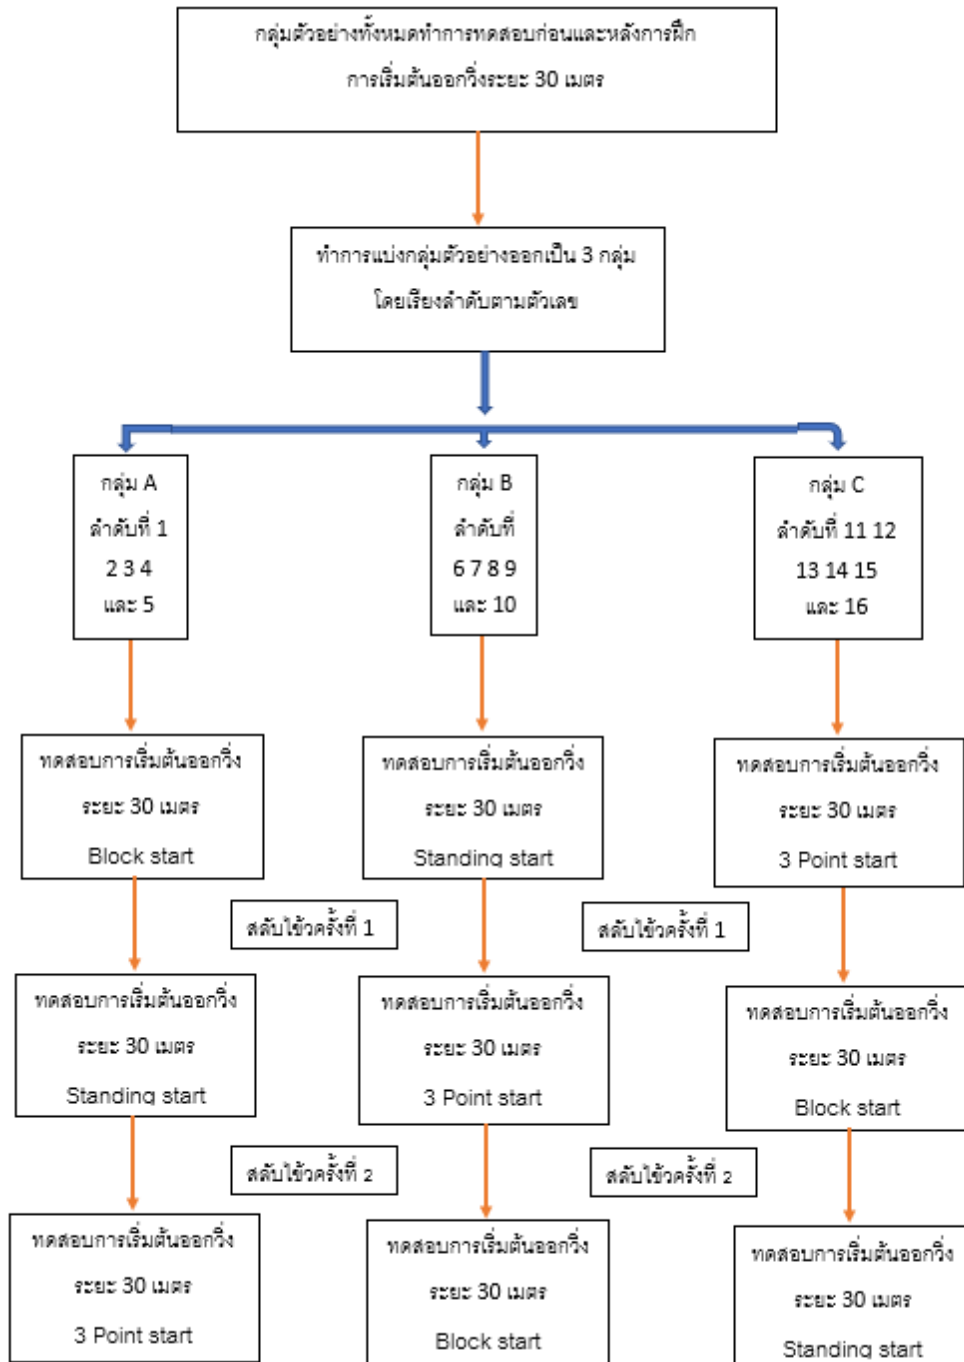 กลุ่มตัวอย่างทั้งหมดทำการทดสอบก่อนและหลังการฝึก
การเริ่มต้นออกวิ่งระยะ 30 เมตร
ทำการแบ่งกลุ่มตัวอย่างออกเป็น 3 กลุ่ม
โดยเรียงลำดับตามตัวเลข
กลุ่ม A
ลำดับที่ 1
2 3 4
และ 5
กลุ่ม B
ลำดับที่
6 7 8 9
และ 10
กลุ่ม C
ลำดับที่ 11 12
13 14 15
และ 16
ทดสอบการเริ่มต้นออกวิ่ง
ระยะ 30 เมตร
Block start
ทดสอบการเริ่มต้นออกวิ่ง
ระยะ 30 เมตร
Standing start
ทดสอบการเริ่มต้นออกวิ่ง
ระยะ 30 เมตร
3 Point start
สลับไขัวครั้งที่ 1
สลับไขัวครั้งที่ 1
ทดสอบการเริ่มต้นออกวิ่ง
ระยะ 30 เมตร
Standing start
ทดสอบการเริ่มต้นออกวิ่ง
ระยะ 30 เมตร
3 Point start
ทดสอบการเริ่มต้นออกวิ่ง
ระยะ 30 เมตร
Block start
สลับไขัวครั้งที่ 2
สลับไขัวครั้งที่ 2
ทดสอบการเริ่มต้นออกวิ่ง
ระยะ 30 เมตร
3 Point start
ทดสอบการเริ่มต้นออกวิ่ง
ระยะ 30 เมตร
Block start
ทดสอบการเริ่มต้นออกวิ่ง
ระยะ 30 เมตร
Standing start